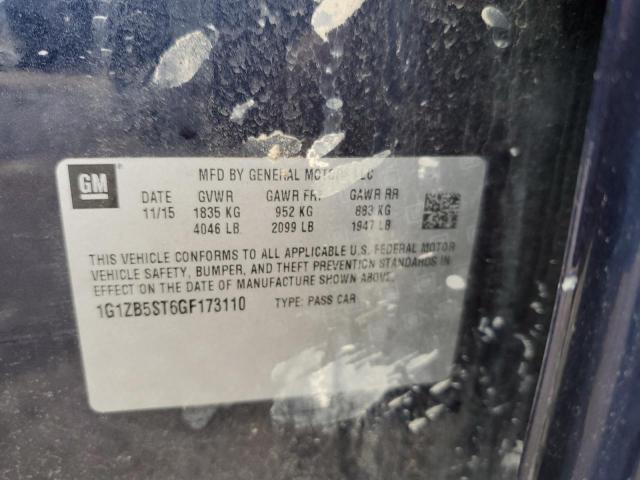 GM
MFD BY GENERAL MOTORS LLC
DATE GVWR GAWR FRT GAWR RR
11/15 1835 KG 952 KG 883 KG
4046 LB 2099 LB 1947 LB
THIS VEHICLE CONFORMS TO ALL APPLICABLE U.S. FEDERAL MOTOR
VEHICLE SAFETY, BUMPER, AND THEFT PREVENTION STANDARDS IN
EFFECT ON THE DATE OF MANUFACTURE SHOWN ABOVE.
1G1ZB5ST6GF173110 TYPE: PASS CAR